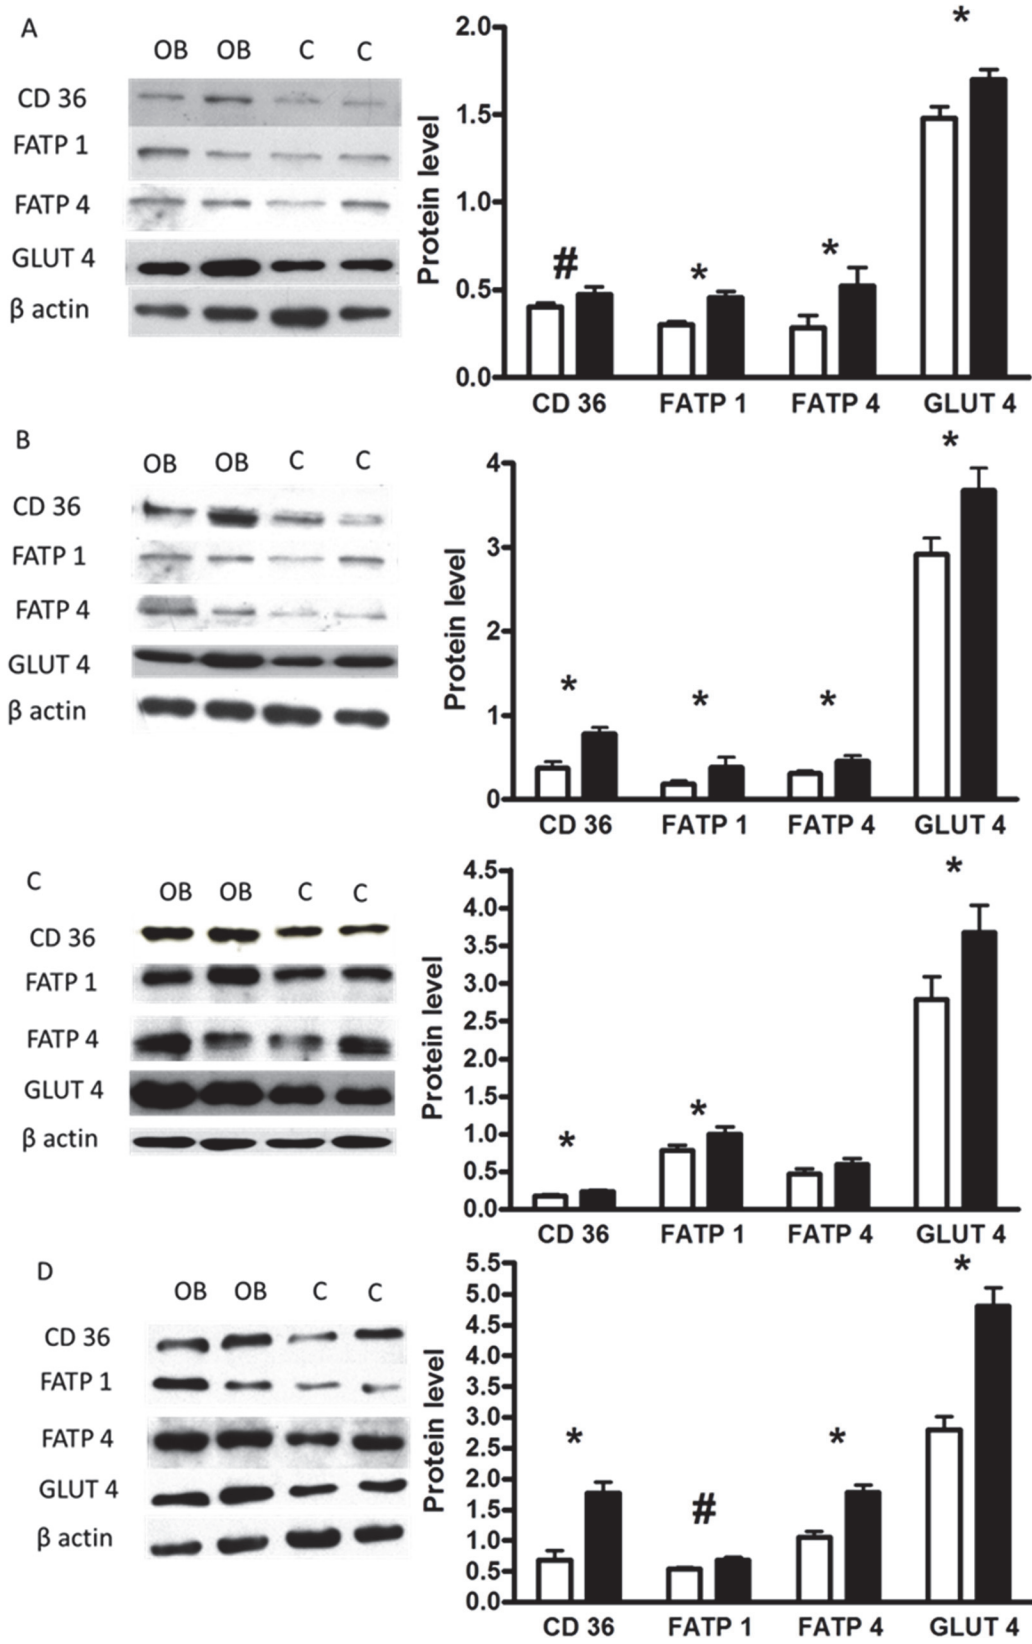 A
OB OB C C
CD 36
FATP 1
FATP 4
GLUT 4
β actin
Protein level
2.0
1.5
1.0
0.5
0.0
# * * *
CD 36 FATP 1 FATP 4 GLUT 4
B
OB OB C C
CD 36
FATP 1
FATP 4
GLUT 4
β actin
Protein level
4
3
2
1
0
* * * *
CD 36 FATP 1 FATP 4 GLUT 4
C
OB OB C C
CD 36
FATP 1
FATP 4
GLUT 4
β actin
Protein level
4.5
4.0
3.5
3.0
2.5
2.0
1.5
1.0
0.5
0.0
* * *
CD 36 FATP 1 FATP 4 GLUT 4
D
OB OB C C
CD 36
FATP 1
FATP 4
GLUT 4
β actin
Protein level
5.5
5.0
4.5
4.0
3.5
3.0
2.5
2.0
1.5
1.0
0.5
0.0
* # * *
CD 36 FATP 1 FATP 4 GLUT 4